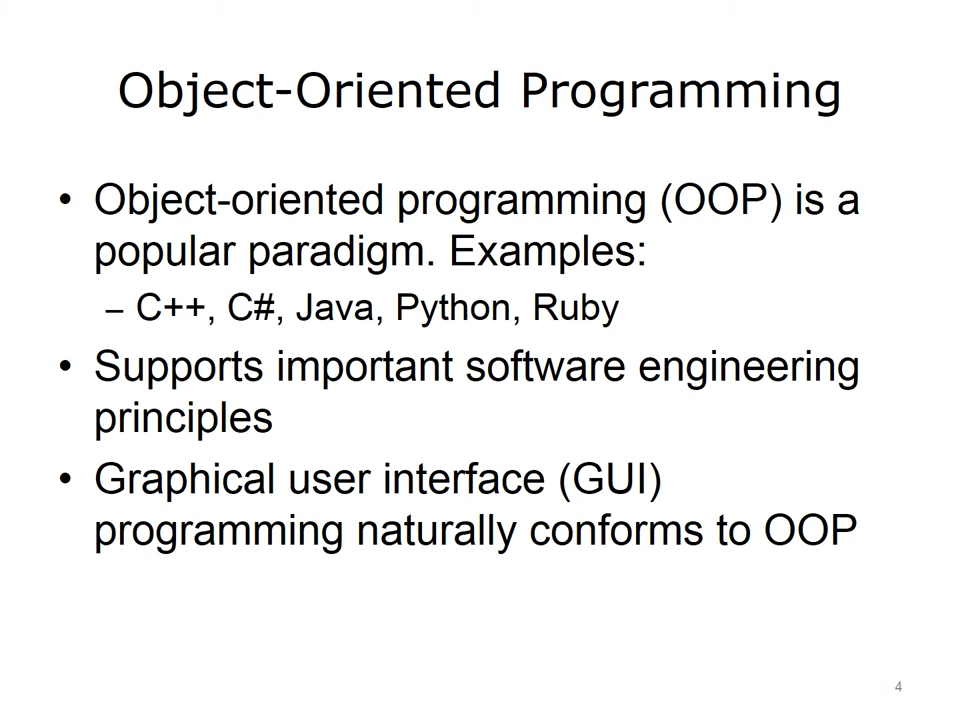 Object-Oriented Programming
• Object-oriented programming (OOP) is a
popular paradigm. Examples:
– C++, C#, Java, Python, Ruby
• Supports important software engineering
principles
• Graphical user interface (GUI)
programming naturally conforms to OOP
4